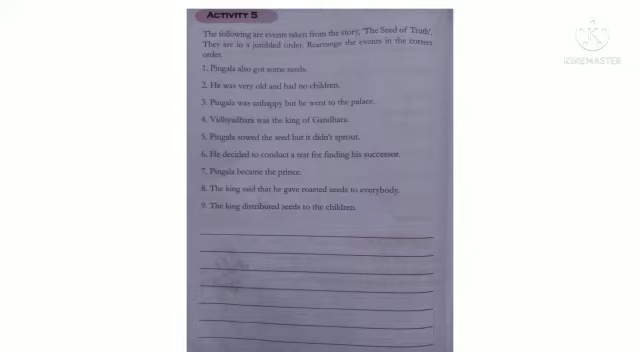 ACTIVITY 5
The following are events taken from the story, 'The Seed of Truth'.
They are in a jumbled order. Rearrange the events in the correct
order.
1. Pingala also got some seeds.
2. He was very old and had no children.
3. Pingala was unhappy but he went to the palace.
4. Vidhyadhara was the king of Gandhara.
5. Pingala sowed the seed but it didn't sprout.
6. He decided to conduct a test for finding his successor.
7. Pingala became the prince.
8. The king said that he gave roasted seeds to everybody.
9. The king distributed seeds to the children.
KINEMASTER